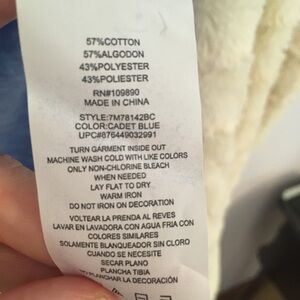 57%COTTON
57%ALGODON
43%POLYESTER
43%POLIESTER
RN#109890
MADE IN CHINA
STYLE:7M78142BC
COLOR:CADET BLUE
UPC#876449032991
TURN GARMENT INSIDE OUT
MACHINE WASH COLD WITH LIKE COLORS
ONLY NON-CHLORINE BLEACH
WHEN NEEDED
LAY FLAT TO DRY
WARM IRON
DO NOT IRON ON DECORATION
VOLTEAR LA PRENDA AL REVES
LAVAR EN LAVADORA CON AGUA FRIA CON
COLORES SIMILARES
SOLAMENTE BLANQUEADOR SIN CLORO
CUANDO SE NECESITE
SECAR PLANO
PLANCHA TIBIA
NO PLANCHAR LA DECORACIÓN